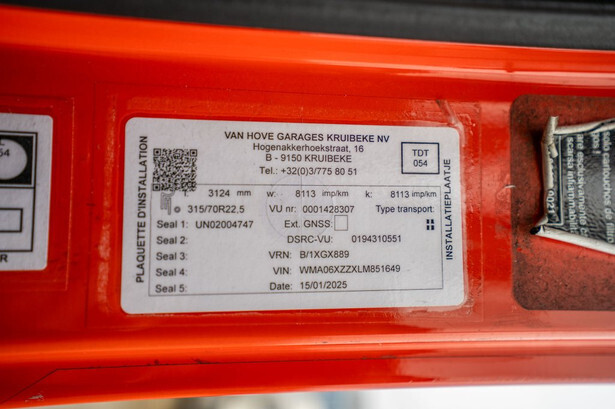 VAN HOVE GARAGES KRUIBEKE NV
Hogenakkerhoekstraat, 16
B - 9150 KRUIBEKE
Tel.: +32(0)3/775 80 51
TDT
054
PLAQUETTE D'INSTALLATION
INSTALLATIEPLAATJE
l: 3124 mm w: 8113 imp/km k: 8113 imp/km
315/70R22,5 VU nr: 0001428307 Type transport:
Seal 1: UN02004747 Ext. GNSS:
Seal 2: DSRC-VU: 0194310551
Seal 3: VRN: B/1XGX889
Seal 4: VIN: WMA06XZZXLM851649
Seal 5: Date: 15/01/2025